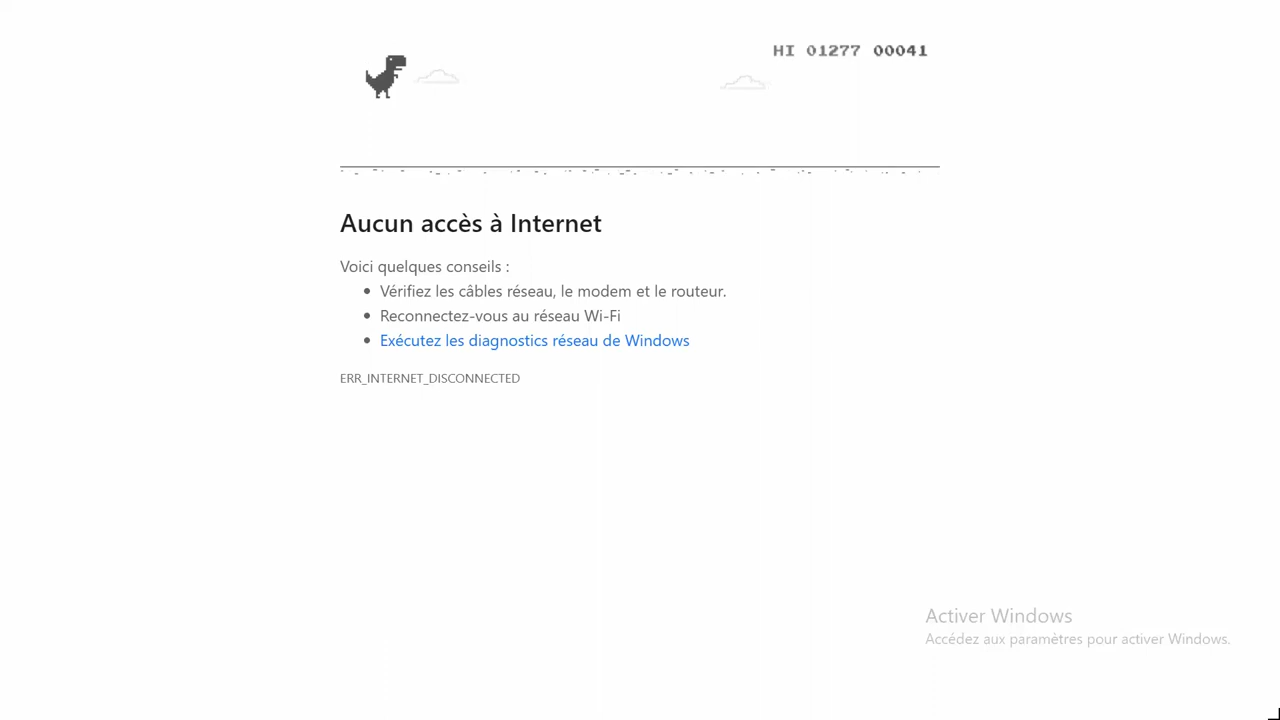 HI 01277 00041
Aucun accès à Internet
Voici quelques conseils :
Vérifiez les câbles réseau, le modem et le routeur.
Reconnectez-vous au réseau Wi-Fi
Exécutez les diagnostics réseau de Windows
ERR_INTERNET_DISCONNECTED
Activer Windows
Accédez aux paramètres pour activer Windows.